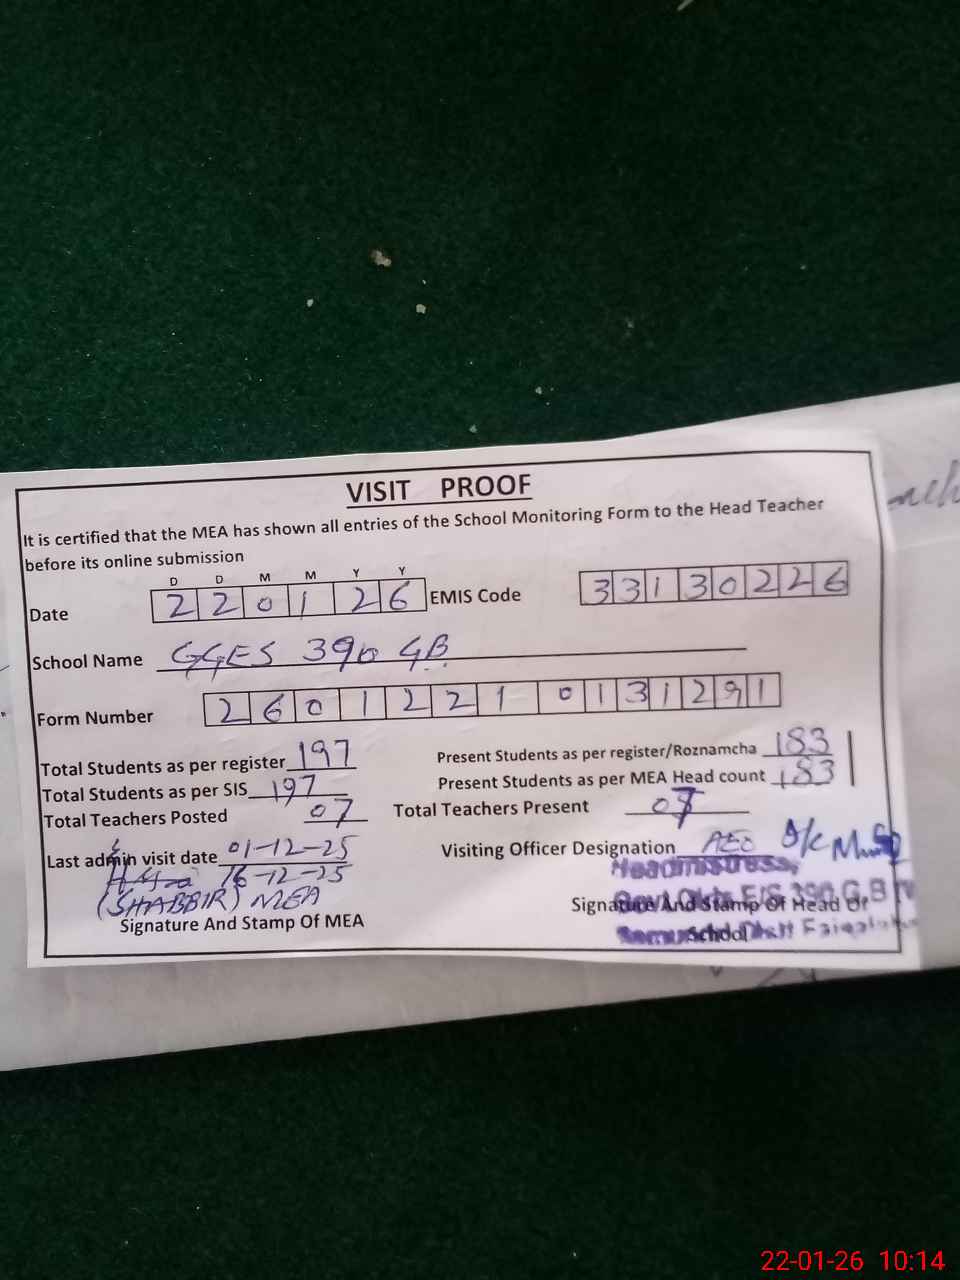 VISIT PROOF
It is certified that the MEA has shown all entries of the School Monitoring Form to the Head Teacher
before its online submission
D D M M Y Y
Date 2 2 0 1 2 6 EMIS Code 3 3 1 3 0 2 2 6
School Name GGES 390 GB
Form Number 2 6 0 1 2 2 1 0 1 3 1 2 9 1
Total Students as per register 197 Present Students as per register/Roznamcha 183
Total Students as per SIS 197 Present Students as per MEA Head count 183
Total Teachers Posted 07 Total Teachers Present
Last admin visit date 01-12-25 Visiting Officer Designation AEO
16-12-25 Headmistress,
(SHABBIR) MEA
Signature And Stamp Of MEA Signature And Stamp Of Head Of
School
22-01-26 10:14